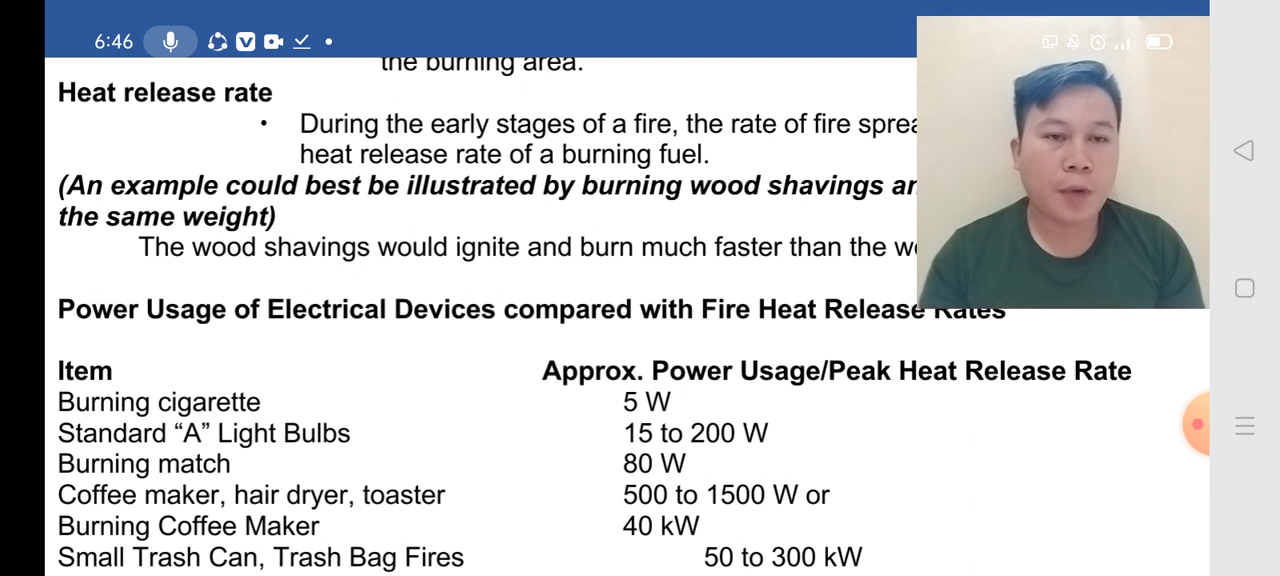 6:46
the burning area.
Heat release rate
• During the early stages of a fire, the rate of fire
heat release rate of a burning fuel.
(An example could best be illustrated by burning wood shavings
the same weight)
The wood shavings would ignite and burn much faster than the
Power Usage of Electrical Devices compared with Fire Heat Release Rates
Item Approx. Power Usage/Peak Heat Release Rate
Burning cigarette 5 W
Standard “A” Light Bulbs 15 to 200 W
Burning match 80 W
Coffee maker, hair dryer, toaster 500 to 1500 W or
Burning Coffee Maker 40 kW
Small Trash Can, Trash Bag Fires 50 to 300 kW